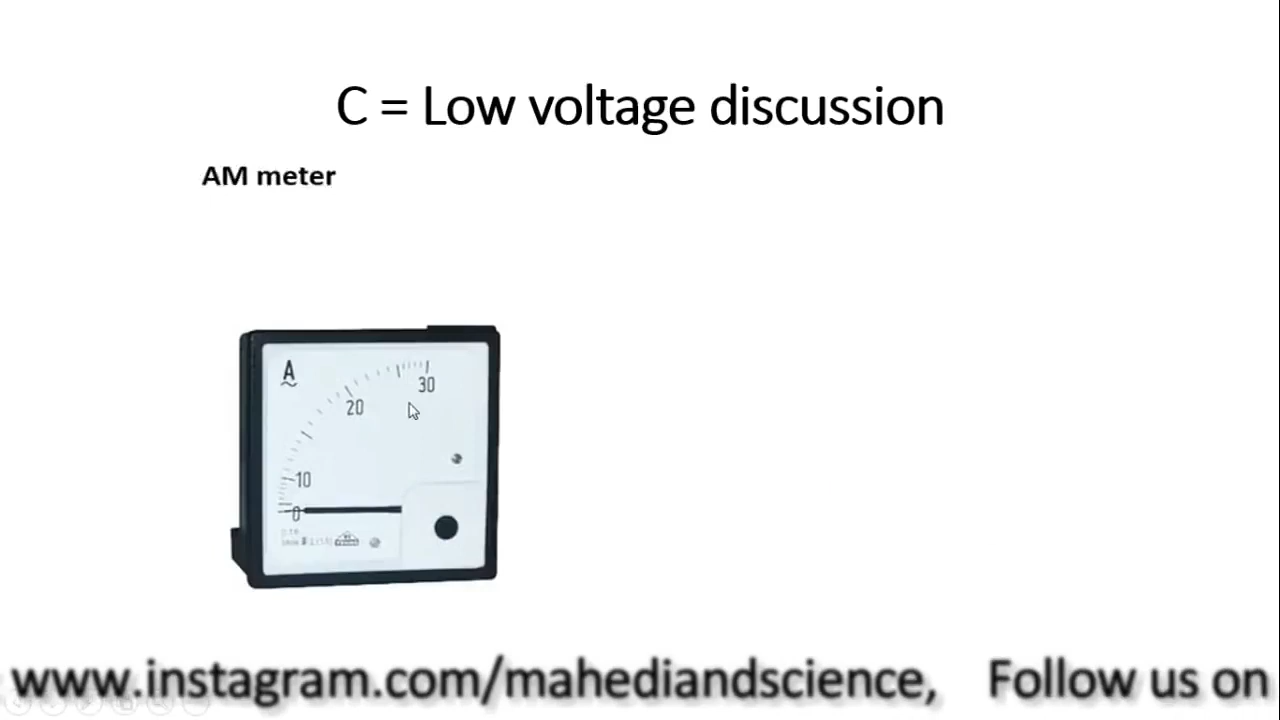 C = Low voltage discussion
AM meter
A
30
20
10
0
www.instagram.com/mahediandscience, Follow us on